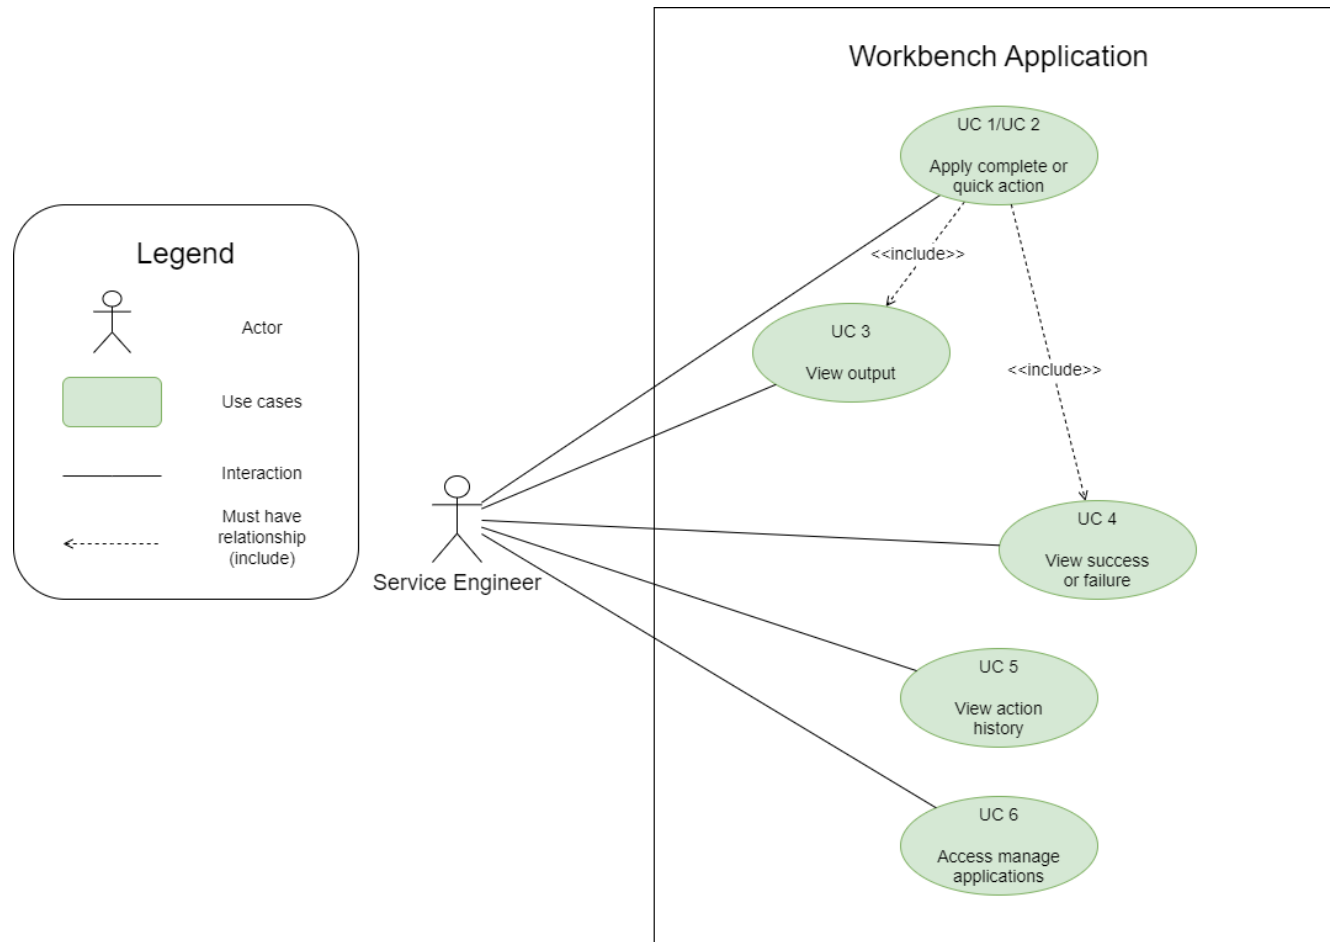 Workbench Application
UC 1/UC 2
Apply complete or
quick action
<<include>>
UC 3
View output
<<include>>
UC 4
View success
or failure
UC 5
View action
history
UC 6
Access manage
applications
Service Engineer
Legend
Actor
Use cases
Interaction
Must have
relationship
(include)